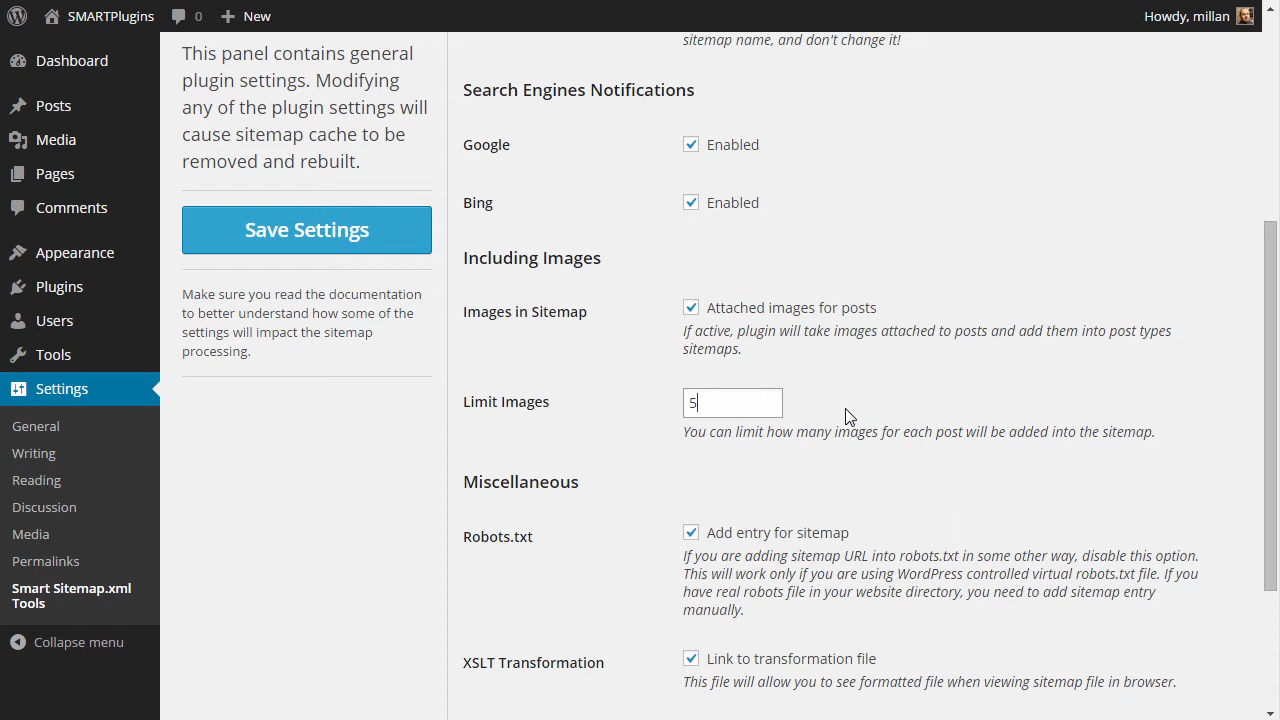 SMARTPlugins
0
New
Howdy, millan
Dashboard
Posts
Media
Pages
Comments
Appearance
Plugins
Users
Tools
Settings
General
Writing
Reading
Discussion
Media
Permalinks
Smart Sitemap.xml
Tools
Collapse menu
This panel contains general
plugin settings. Modifying
any of the plugin settings will
cause sitemap cache to be
removed and rebuilt.
Save Settings
Make sure you read the documentation
to better understand how some of the
settings will impact the sitemap
processing.
sitemap name, and don't change it!
Search Engines Notifications
Google
Enabled
Bing
Enabled
Including Images
Images in Sitemap
Attached images for posts
If active, plugin will take images attached to posts and add them into post types
sitemaps.
Limit Images
5
You can limit how many images for each post will be added into the sitemap.
Miscellaneous
Robots.txt
Add entry for sitemap
If you are adding sitemap URL into robots.txt in some other way, disable this option.
This will work only if you are using WordPress controlled virtual robots.txt file. If you
have real robots file in your website directory, you need to add sitemap entry
manually.
XSLT Transformation
Link to transformation file
This file will allow you to see formatted file when viewing sitemap file in browser.